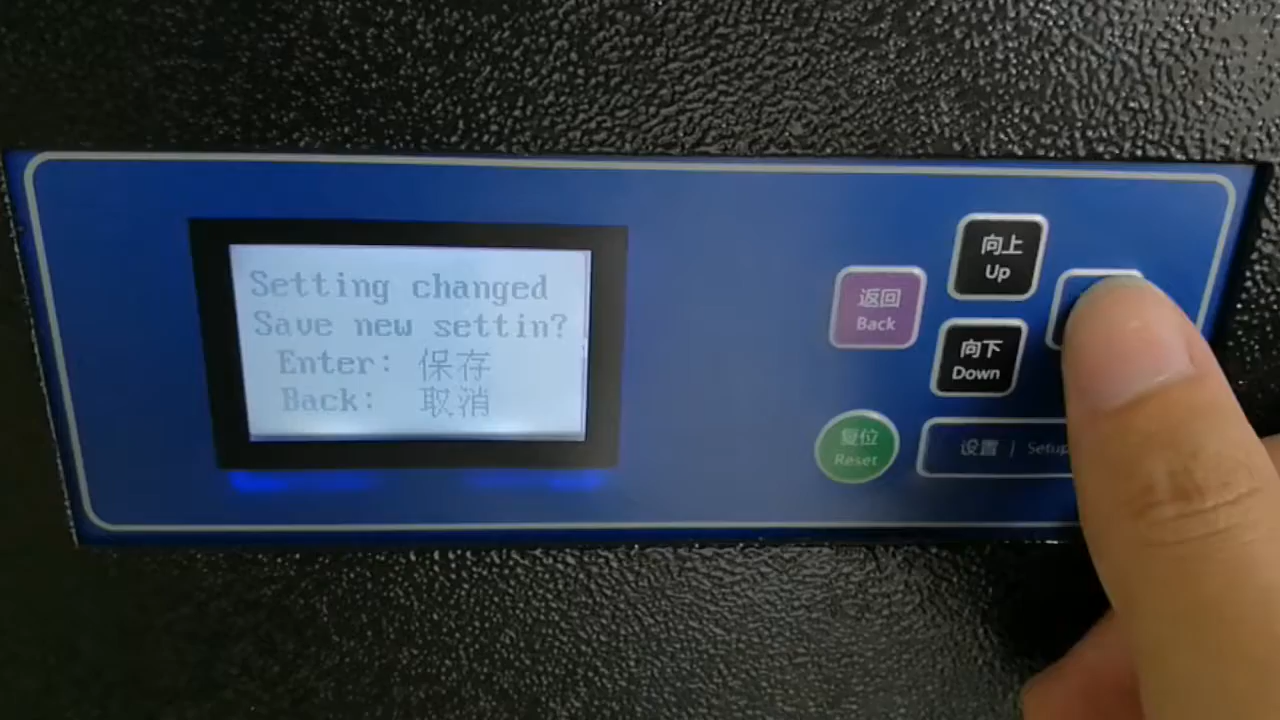 Setting changed
Save new settin?
Enter: 保存
Back: 取消
向上
Up
返回
Back
向下
Down
复位
Reset
设置 | Setup